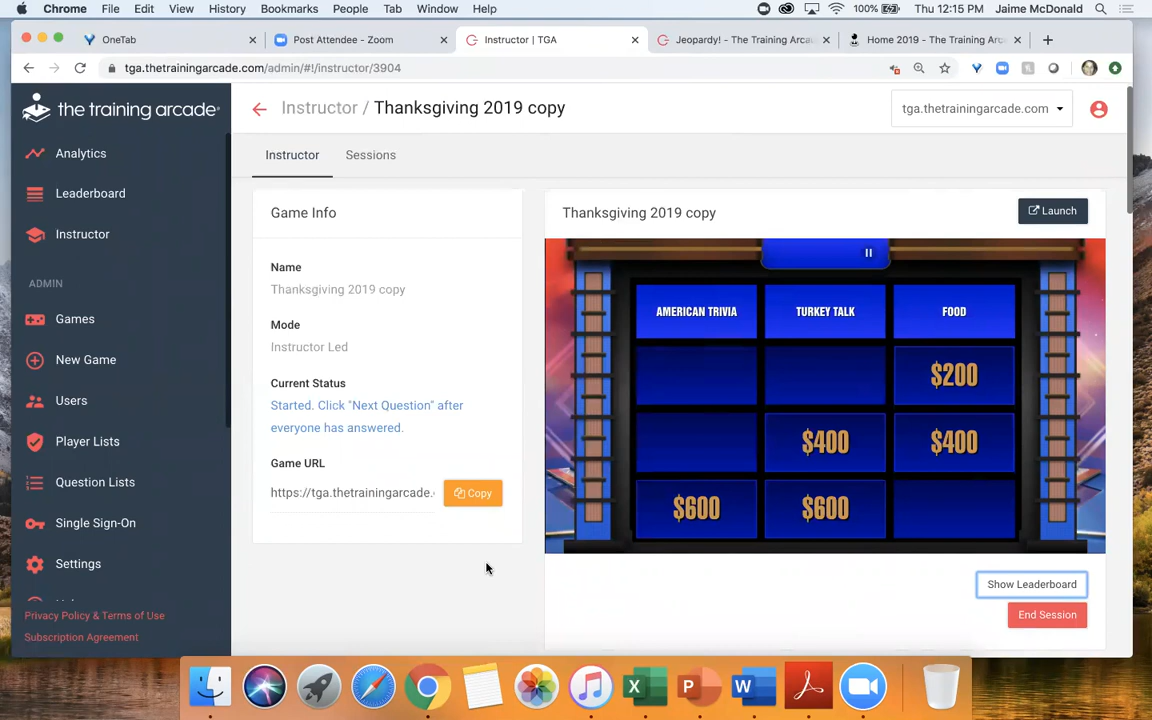 Chrome File Edit View History Bookmarks People Tab Window Help 100% Thu 12:15 PM Jaime McDonald
OneTab
Post Attendee - Zoom
Instructor | TGA
Jeopardy! - The Training Arca
Home 2019 - The Training Arc
tga.thetrainingarcade.com/admin/#!/instructor/3904
the training arcade
Instructor / Thanksgiving 2019 copy
tga.thetrainingarcade.com
Analytics
Leaderboard
Instructor
ADMIN
Games
New Game
Users
Player Lists
Question Lists
Single Sign-On
Settings
Privacy Policy & Terms of Use
Subscription Agreement
Instructor Sessions
Game Info
Name
Thanksgiving 2019 copy
Mode
Instructor Led
Current Status
Started. Click "Next Question" after
everyone has answered.
Game URL
https://tga.thetrainingarcade.
Copy
Thanksgiving 2019 copy
Launch
AMERICAN TRIVIA TURKEY TALK FOOD
$200
$400 $400
$600 $600
Show Leaderboard
End Session